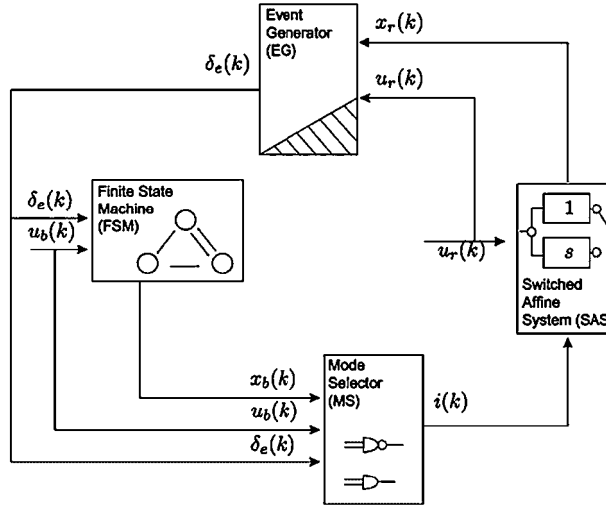 Event
Generator
(EG)
x_r(k)
δ_e(k)
u_r(k)
Finite State
Machine
(FSM)
δ_e(k)
u_b(k)
1
s
u_r(k)
Switched
Affine
System (SAS
Mode
Selector
(MS)
x_b(k)
u_b(k)
δ_e(k)
i(k)